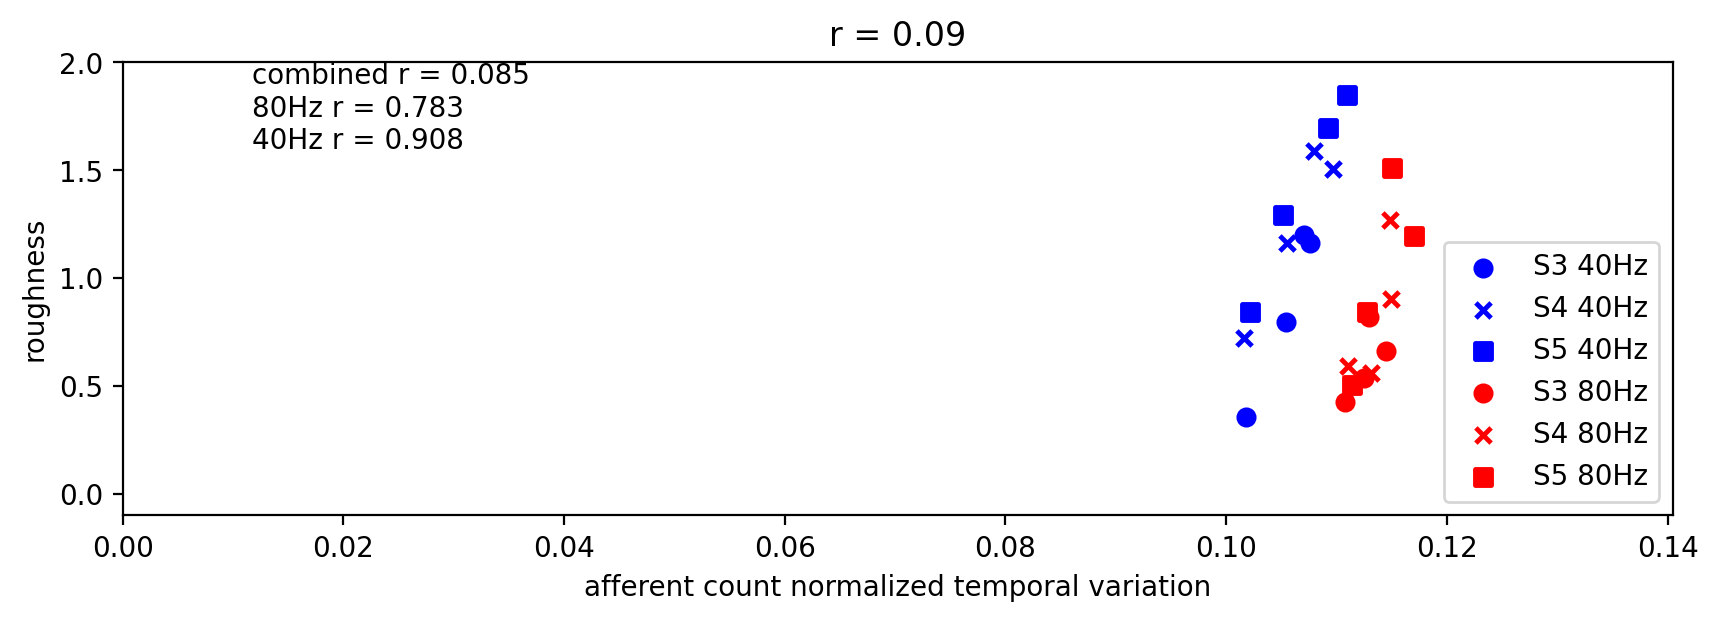 r = 0.09
combined r = 0.085
80Hz r = 0.783
40Hz r = 0.908
2.0
1.5
1.0
0.5
0.0
roughness
S3 40Hz
S4 40Hz
S5 40Hz
S3 80Hz
S4 80Hz
S5 80Hz
0.00 0.02 0.04 0.06 0.08 0.10 0.12 0.14
afferent count normalized temporal variation